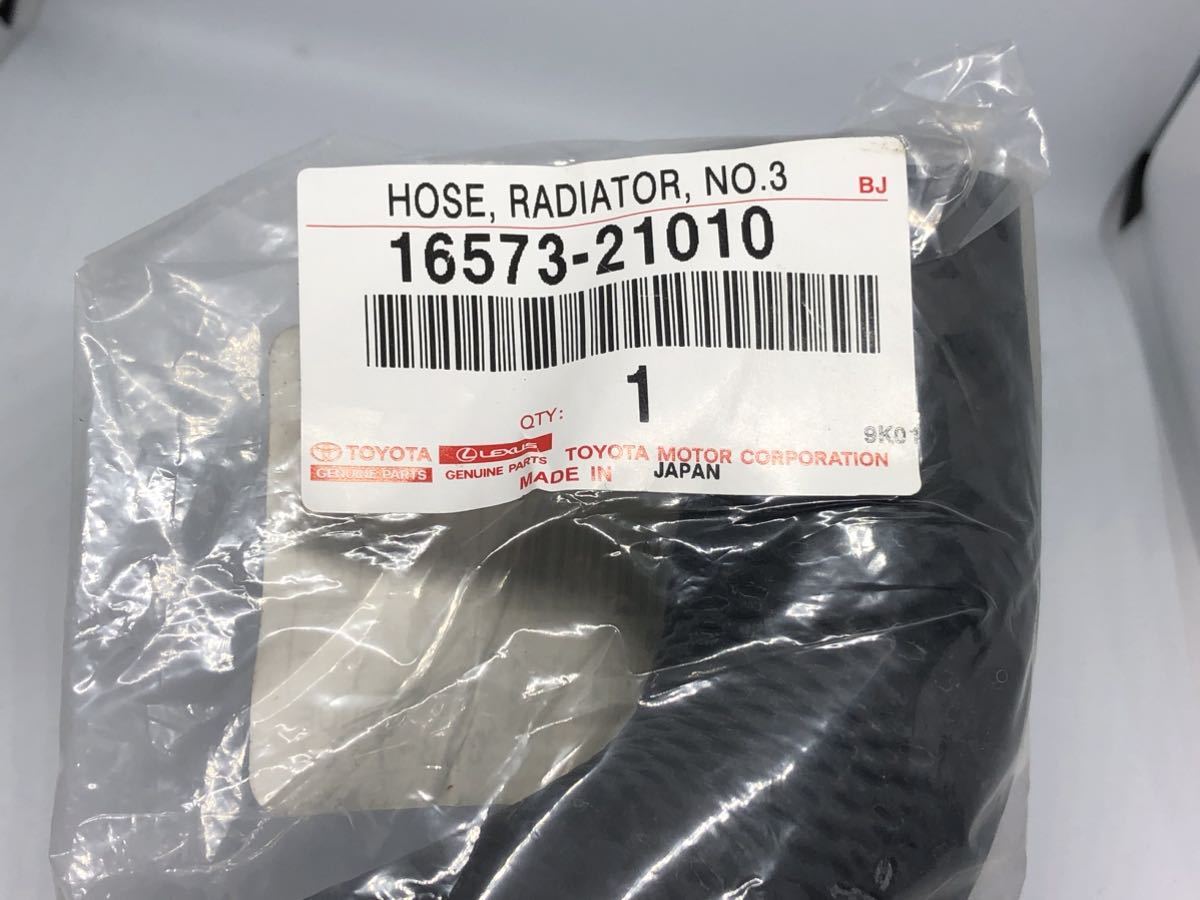 HOSE, RADIATOR, NO.3 BJ
16573-21010
QTY: 1
9K01
TOYOTA LEXUS TOYOTA MOTOR CORPORATION
GENUINE PARTS GENUINE PARTS MADE IN JAPAN